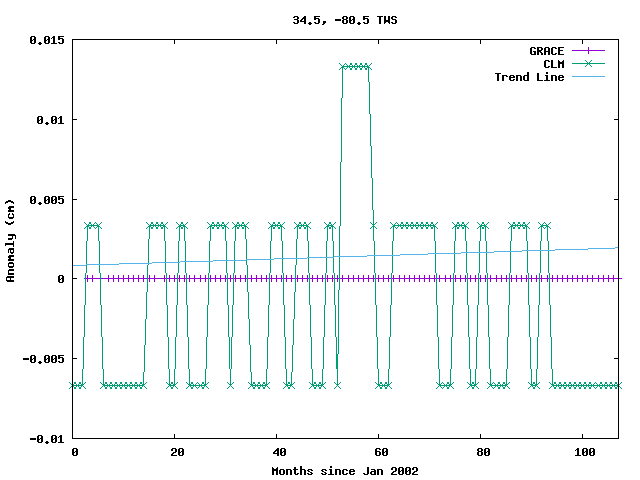 34.5, -80.5 TWS
0.015
GRACE
CLM
Trend Line
0.01
0.005
Anomaly (cm)
0
-0.005
-0.01
0 20 40 60 80 100
Months since Jan 2002